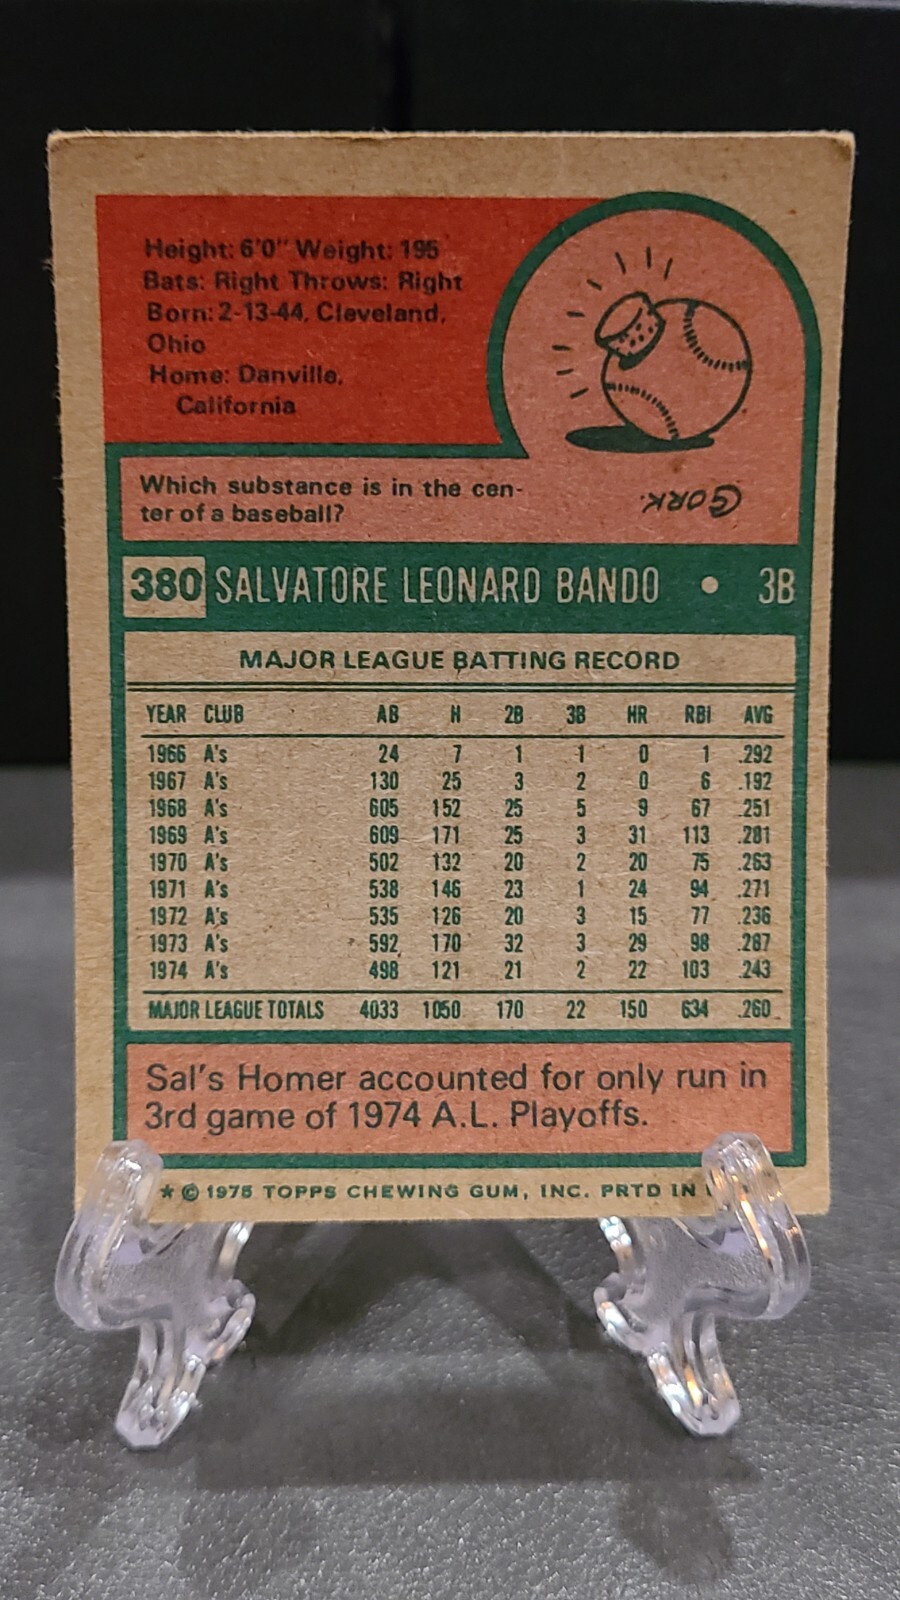 Height: 6'0" Weight: 195
Bats: Right Throws: Right
Born: 2-13-44, Cleveland,
Ohio
Home: Danville,
California
Which substance is in the cen-
ter of a baseball?
CORK.
380 SALVATORE LEONARD BANDO • 3B
MAJOR LEAGUE BATTING RECORD
YEAR CLUB AB H 2B 3B HR RBI AVG
1966 A's 24 7 1 1 0 1 .292
1967 A's 130 25 3 2 0 6 .192
1968 A's 605 152 25 5 9 67 .251
1969 A's 609 171 25 3 31 113 .281
1970 A's 502 132 20 2 20 75 .263
1971 A's 538 146 23 1 24 94 .271
1972 A's 535 126 20 3 15 77 .236
1973 A's 592 170 32 3 29 98 .287
1974 A's 498 121 21 2 22 103 .243
MAJOR LEAGUE TOTALS 4033 1050 170 22 150 634 .260
Sal's Homer accounted for only run in
3rd game of 1974 A.L. Playoffs.
★ © 1975 TOPPS CHEWING GUM, INC. PRTD IN